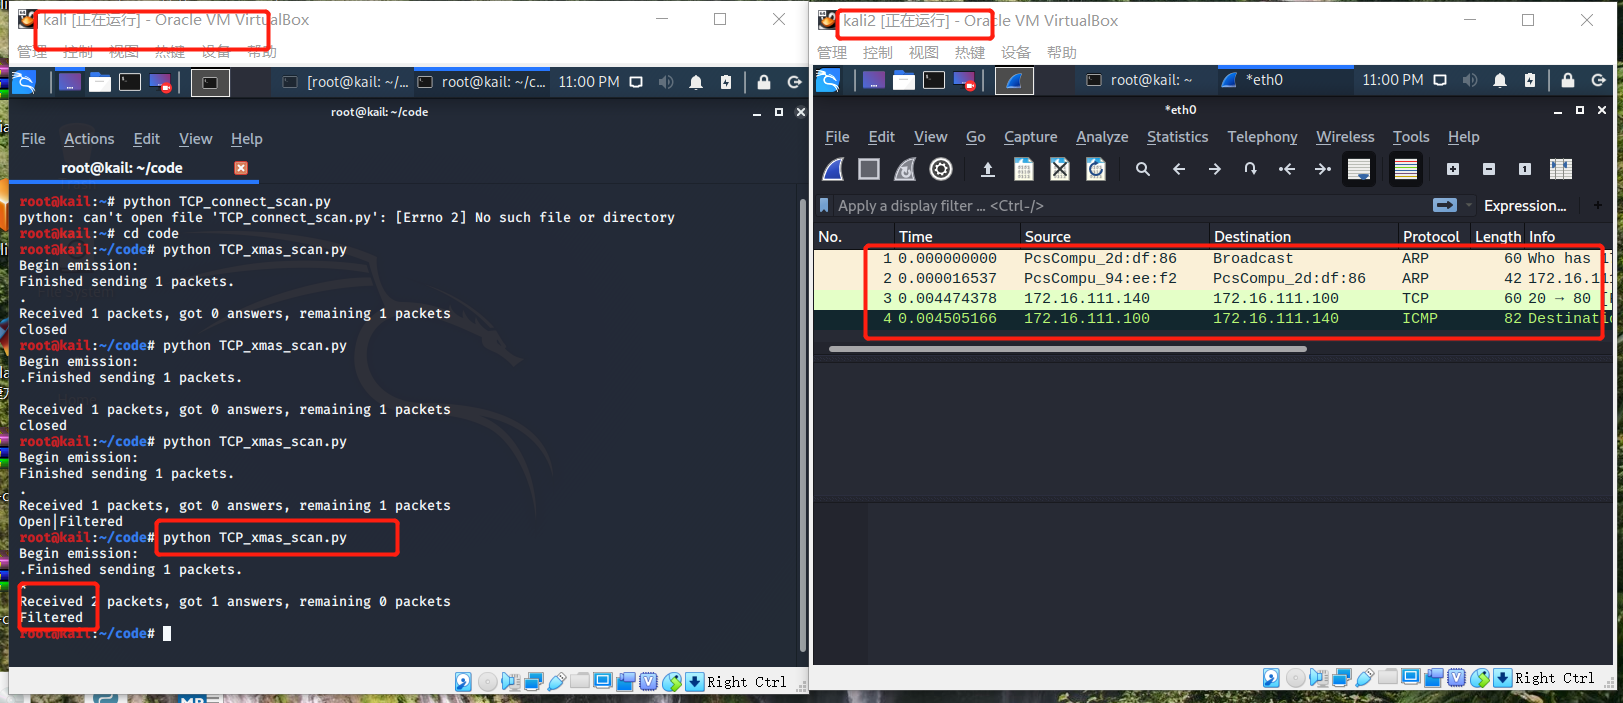 kali [正在运行] - Oracle VM VirtualBox
管理 控制 视图 热键 设备 帮助
[root@kail: ~/... root@kail: ~/c... 11:00 PM
root@kail: ~/code
File Actions Edit View Help
root@kail: ~/code
root@kail:~# python TCP_connect_scan.py
python: can't open file 'TCP_connect_scan.py': [Errno 2] No such file or directory
root@kail:~# cd code
root@kail:~/code# python TCP_xmas_scan.py
Begin emission:
Finished sending 1 packets.
.
Received 1 packets, got 0 answers, remaining 1 packets
closed
root@kail:~/code# python TCP_xmas_scan.py
Begin emission:
.Finished sending 1 packets.
Received 1 packets, got 0 answers, remaining 1 packets
closed
root@kail:~/code# python TCP_xmas_scan.py
Begin emission:
Finished sending 1 packets.
.
Received 1 packets, got 0 answers, remaining 1 packets
Open|Filtered
root@kail:~/code# python TCP_xmas_scan.py
Begin emission:
.Finished sending 1 packets.
Received 2 packets, got 1 answers, remaining 0 packets
Filtered
root@kail:~/code#
Right Ctrl
kali2 [正在运行] - Oracle VM VirtualBox
管理 控制 视图 热键 设备 帮助
root@kail: ~ *eth0 11:00 PM
*eth0
File Edit View Go Capture Analyze Statistics Telephony Wireless Tools Help
Apply a display filter ... <Ctrl-/> Expression... +
No. Time Source Destination Protocol Length Info
1 0.000000000 PcsCompu_2d:df:86 Broadcast ARP 60 Who has
2 0.000016537 PcsCompu_94:ee:f2 PcsCompu_2d:df:86 ARP 42 172.16.11
3 0.004474378 172.16.111.140 172.16.111.100 TCP 60 20 → 80
4 0.004505166 172.16.111.100 172.16.111.140 ICMP 82 Destinati
Right Ctrl